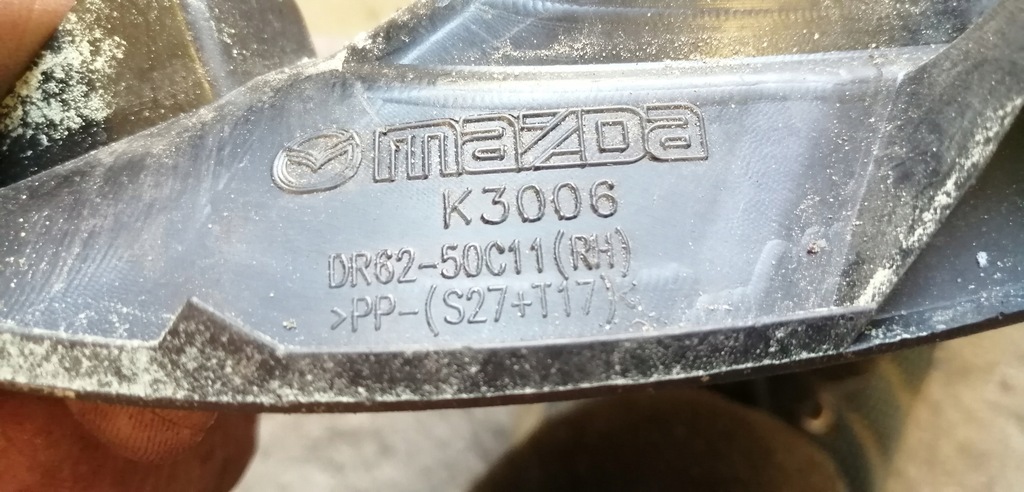 mazda
K3006
DR62-50C11(RH)
>PP-(S27+T17)<